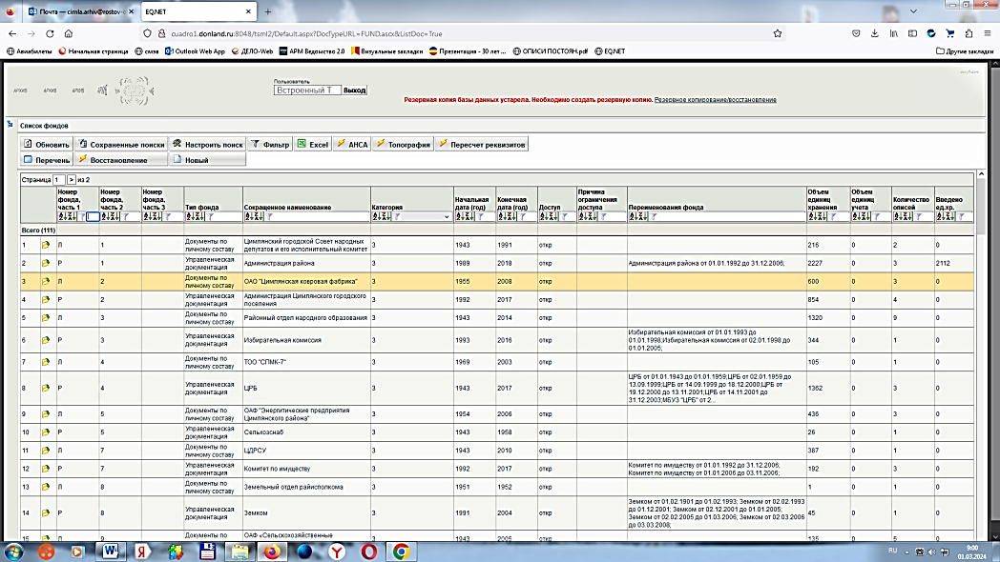 Почта — cimla.arhiv@rostov-
EQ.NET
cuadro1.donland.ru:8048/tsml2/Default.aspx?DocTypeURL=FUND.ascx&ListDoc=True
Авиабилеты Начальная страница смэв Outlook Web App ДЕЛО-Web АРМ Ведомство 2.0 Визуальные закладки Презентация - 30 лет ... ОПИСИ ПОСТОЯН.pdf EQ.NET Другие закладки
Пользователь
Встроенный Т Выход
Резервная копия базы данных устарела. Необходимо создать резервную копию. Резервное копирование/восстановление
Список фондов
Обновить Сохраненные поиски Настроить поиск Фильтр Excel АНСА Топография Пересчет реквизитов
Перечень Восстановление Новый
Страница 1 > из 2
Номер фонда, часть 1 Номер фонда, часть 2 Номер фонда, часть 3 Тип фонда Сокращенное наименование Категория Начальная дата (год) Конечная дата (год) Доступ Причина ограничения доступа Переименования фонда Объем единиц хранения Объем единиц учета Количество описей Введено ед.хр.
Всего (111)
1 Л 1 Документы по личному составу Цимлянский городской Совет народных депутатов и его исполнительный комитет 3 1943 1991 откр 216 0 2 0
2 Р 1 Управленческая документация Администрация района 3 1989 2018 откр Администрация района от 01.01.1992 до 31.12.2006; 2227 0 3 2112
3 Л 2 Документы по личному составу ОАО "Цимлянская ковровая фабрика" 3 1955 2008 откр 600 0 3 0
4 Р 2 Управленческая документация Администрация Цимлянского городского поселения 3 1992 2017 откр 854 0 4 0
5 Л 3 Документы по личному составу Районный отдел народного образования 3 1943 2014 откр 1320 0 9 0
6 Р 3 Управленческая документация Избирательная комиссия 3 1993 2016 откр Избирательная комиссия от 01.01.1993 до 01.01.1998;Избирательная комиссия от 02.01.1998 до 01.01.2005; 344 0 1 0
7 Л 4 Документы по личному составу ТОО "СПМК-7" 3 1969 2003 откр 105 0 1 0
8 Р 4 Управленческая документация ЦРБ 3 1943 2017 откр ЦРБ от 01.01.1943 до 01.01.1959;ЦРБ от 02.01.1959 до 13.09.1999;ЦРБ от 14.09.1999 до 18.12.2000;ЦРБ от 19.12.2000 до 13.11.2001;ЦРБ от 14.11.2001 до 31.12.2003;МБУЗ "ЦРБ" от 2... 1362 0 3 0
9 Л 5 Документы по личному составу ОАФ "Энергитические предприятия Цимлянского района" 3 1954 2006 откр 436 0 3 0
10 Р 5 Управленческая документация Сельхозснаб 3 1943 1958 откр 26 0 1 0
11 Л 7 Документы по личному составу ЦДРСУ 3 1943 2010 откр 387 0 1 0
12 Р 7 Управленческая документация Комитет по имуществу 3 1992 2017 откр Комитет по имуществу от 01.01.1992 до 31.12.2006; Комитет по имуществу от 01.01.2006 до 03.11.2006; 192 0 3 0
13 Л 8 Документы по личному составу Земельный отдел райисполкома 3 1951 1952 откр 1 0 1 0
14 Р 8 Управленческая документация Земком 3 1991 2004 откр Земком от 01.02.1901 до 01.02.1993; Земком от 02.02.1993 до 01.12.2001; Земком от 02.12.2001 до 01.01.2005; Земком от 02.02.2005 до 01.03.2006; Земком от 02.03.2006 до 03.03.2008; 45 0 1 0
15 Л 9 Документы по ОАФ «Сельскохозяйственные 3 1943 2005 откр 135 0 5 0
RU 9:00
01.03.2024